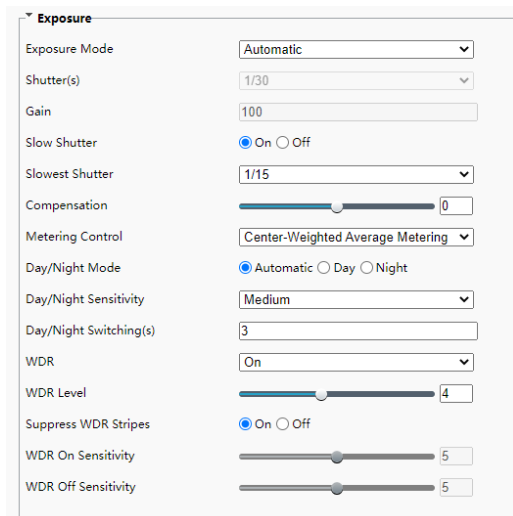 Exposure
Exposure Mode Automatic
Shutter(s) 1/30
Gain 100
Slow Shutter On Off
Slowest Shutter 1/15
Compensation 0
Metering Control Center-Weighted Average Metering
Day/Night Mode Automatic Day Night
Day/Night Sensitivity Medium
Day/Night Switching(s) 3
WDR On
WDR Level 4
Suppress WDR Stripes On Off
WDR On Sensitivity 5
WDR Off Sensitivity 5